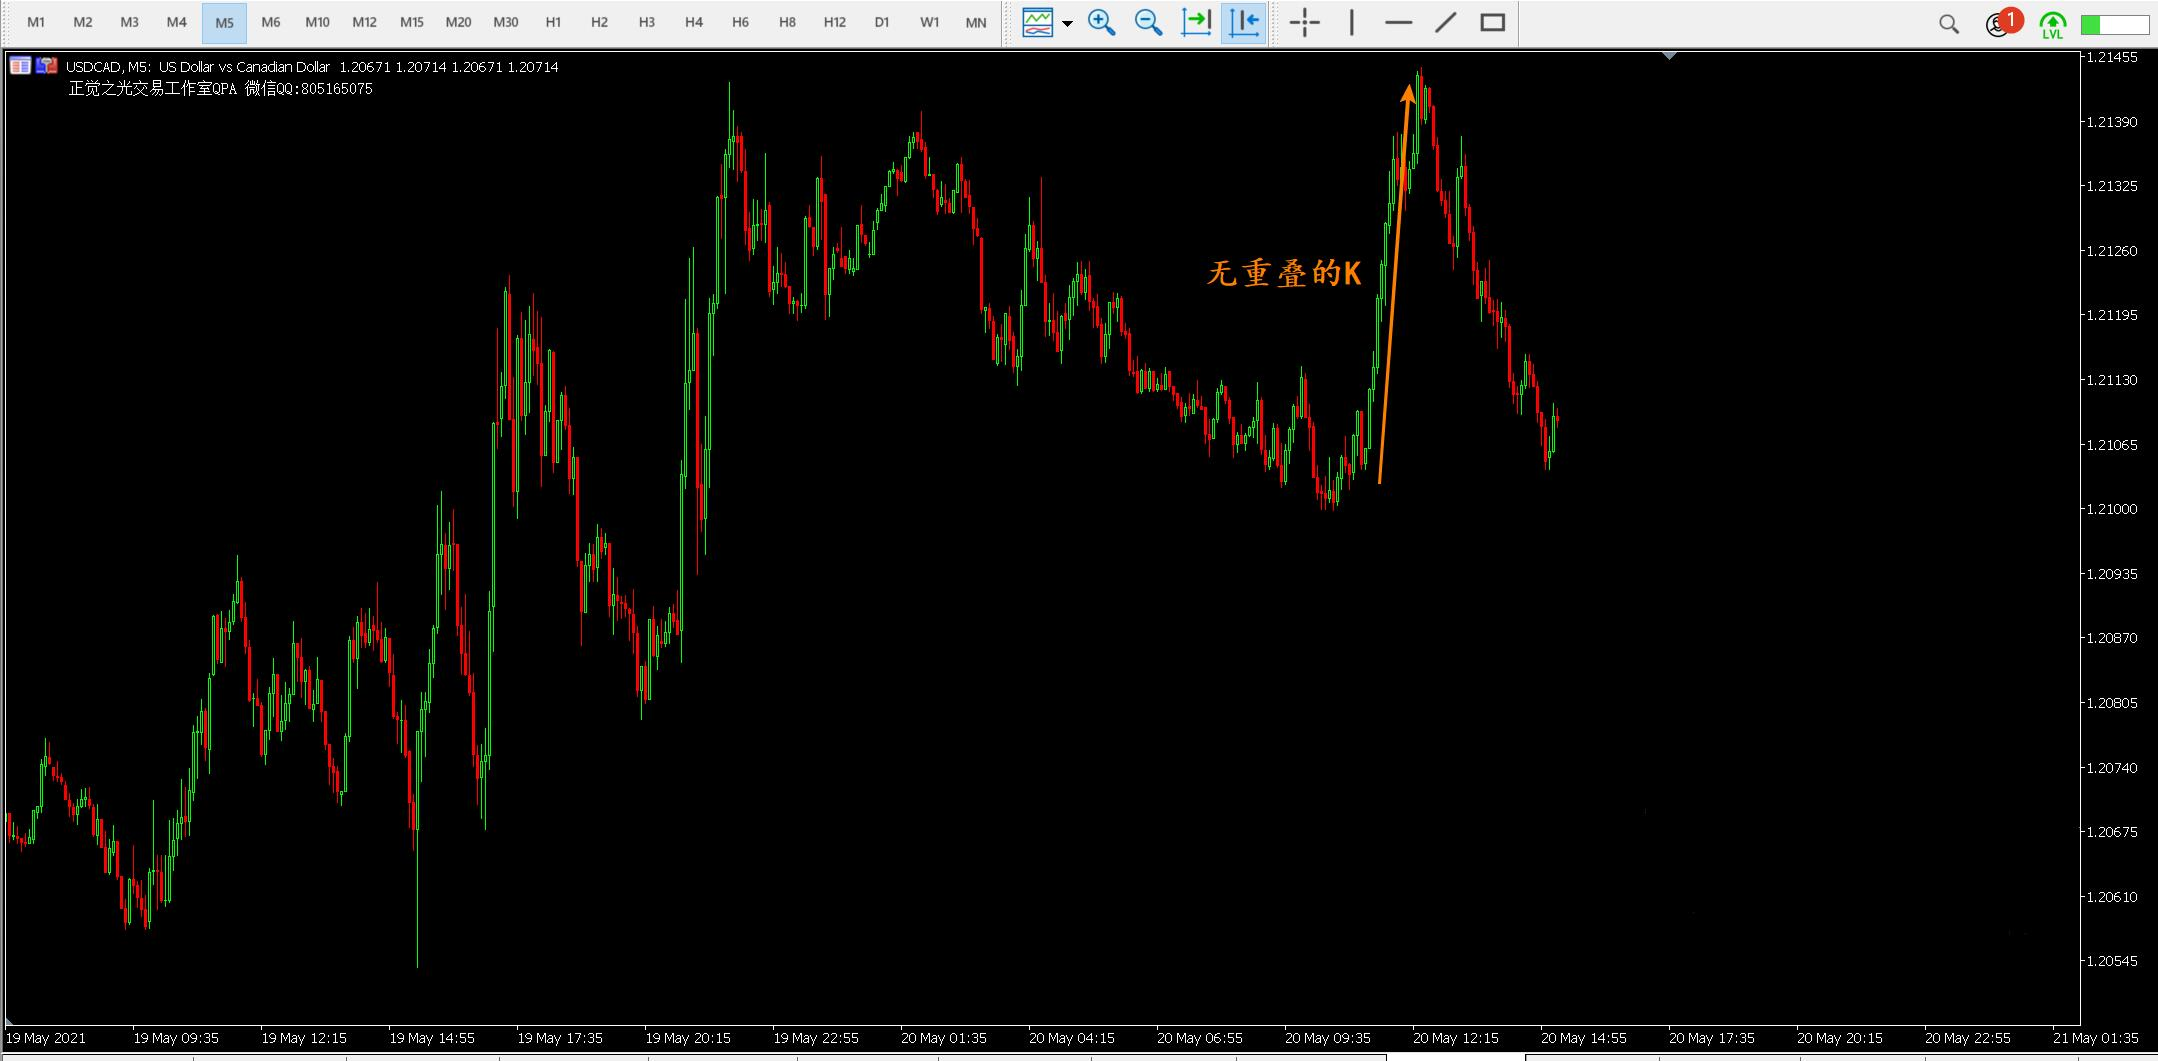 M1 M2 M3 M4 M5 M6 M10 M12 M15 M20 M30 H1 H2 H3 H4 H6 H8 H12 D1 W1 MN
1
LVL
USDCAD, M5: US Dollar vs Canadian Dollar 1.20671 1.20714 1.20671 1.20714
正觉之光交易工作室QPA 微信QQ:805165075
无重叠的K
1.21455
1.21390
1.21325
1.21260
1.21195
1.21130
1.21065
1.21000
1.20935
1.20870
1.20805
1.20740
1.20675
1.20610
1.20545
19 May 2021 19 May 09:35 19 May 12:15 19 May 14:55 19 May 17:35 19 May 20:15 19 May 22:55 20 May 01:35 20 May 04:15 20 May 06:55 20 May 09:35 20 May 12:15 20 May 14:55 20 May 17:35 20 May 20:15 20 May 22:55 21 May 01:35